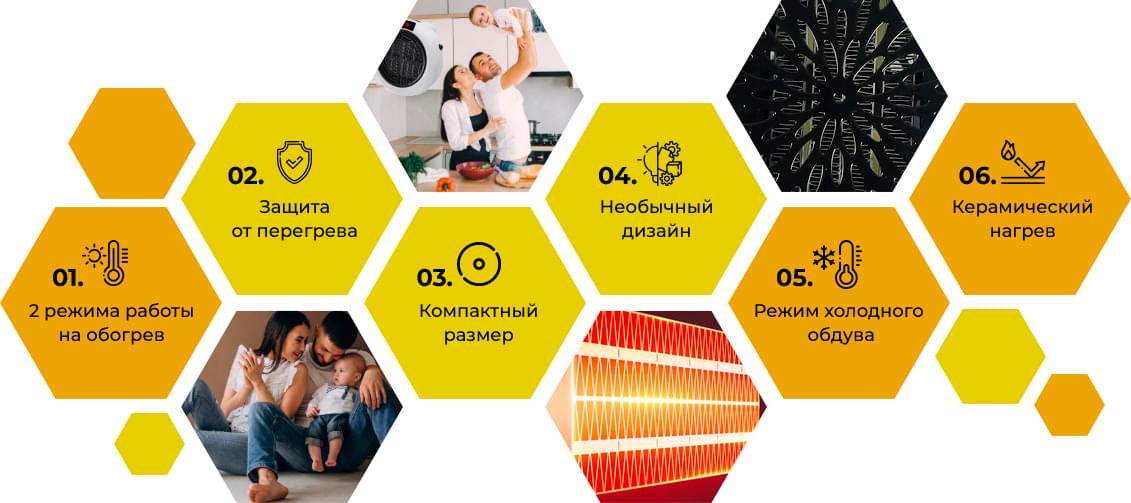 01.
2 режима работы
на обогрев
02.
Защита
от перегрева
03.
Компактный
размер
04.
Необычный
дизайн
05.
Режим холодного
обдува
06.
Керамический
нагрев